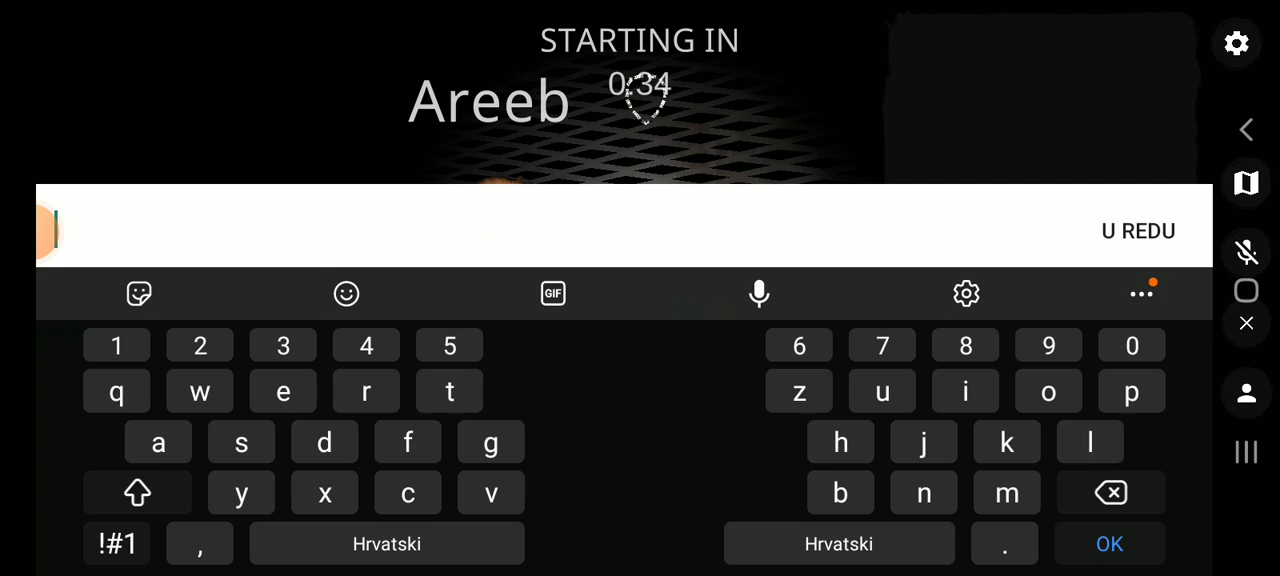 STARTING IN
0:34
Areeb
U REDU
GIF
1 2 3 4 5 6 7 8 9 0
q w e r t z u i o p
a s d f g h j k l
y x c v b n m
!#1 , Hrvatski Hrvatski . OK